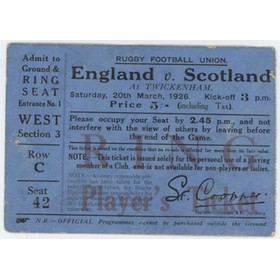 Admit to
Ground &
RING
SEAT
Entrance No. 1
WEST
Section 3
Row
C
Seat
42
RUGBY FOOTBALL UNION.
England v. Scotland
At TWICKENHAM,
Saturday, 20th March, 1926. Kick-off 3 p.m.
Price 5/- (including Tax).
Please occupy your Seat by 2.45 p.m., and not
interfere with the view of others by leaving before
the end of the Game.
RING
NOTE.—This ticket is issued solely for the personal use of a playing
member of a Club, and is not available for non-players or ladies.
Player's Ticket
N.B.—OFFICIAL Programmes cannot be purchased outside the Ground